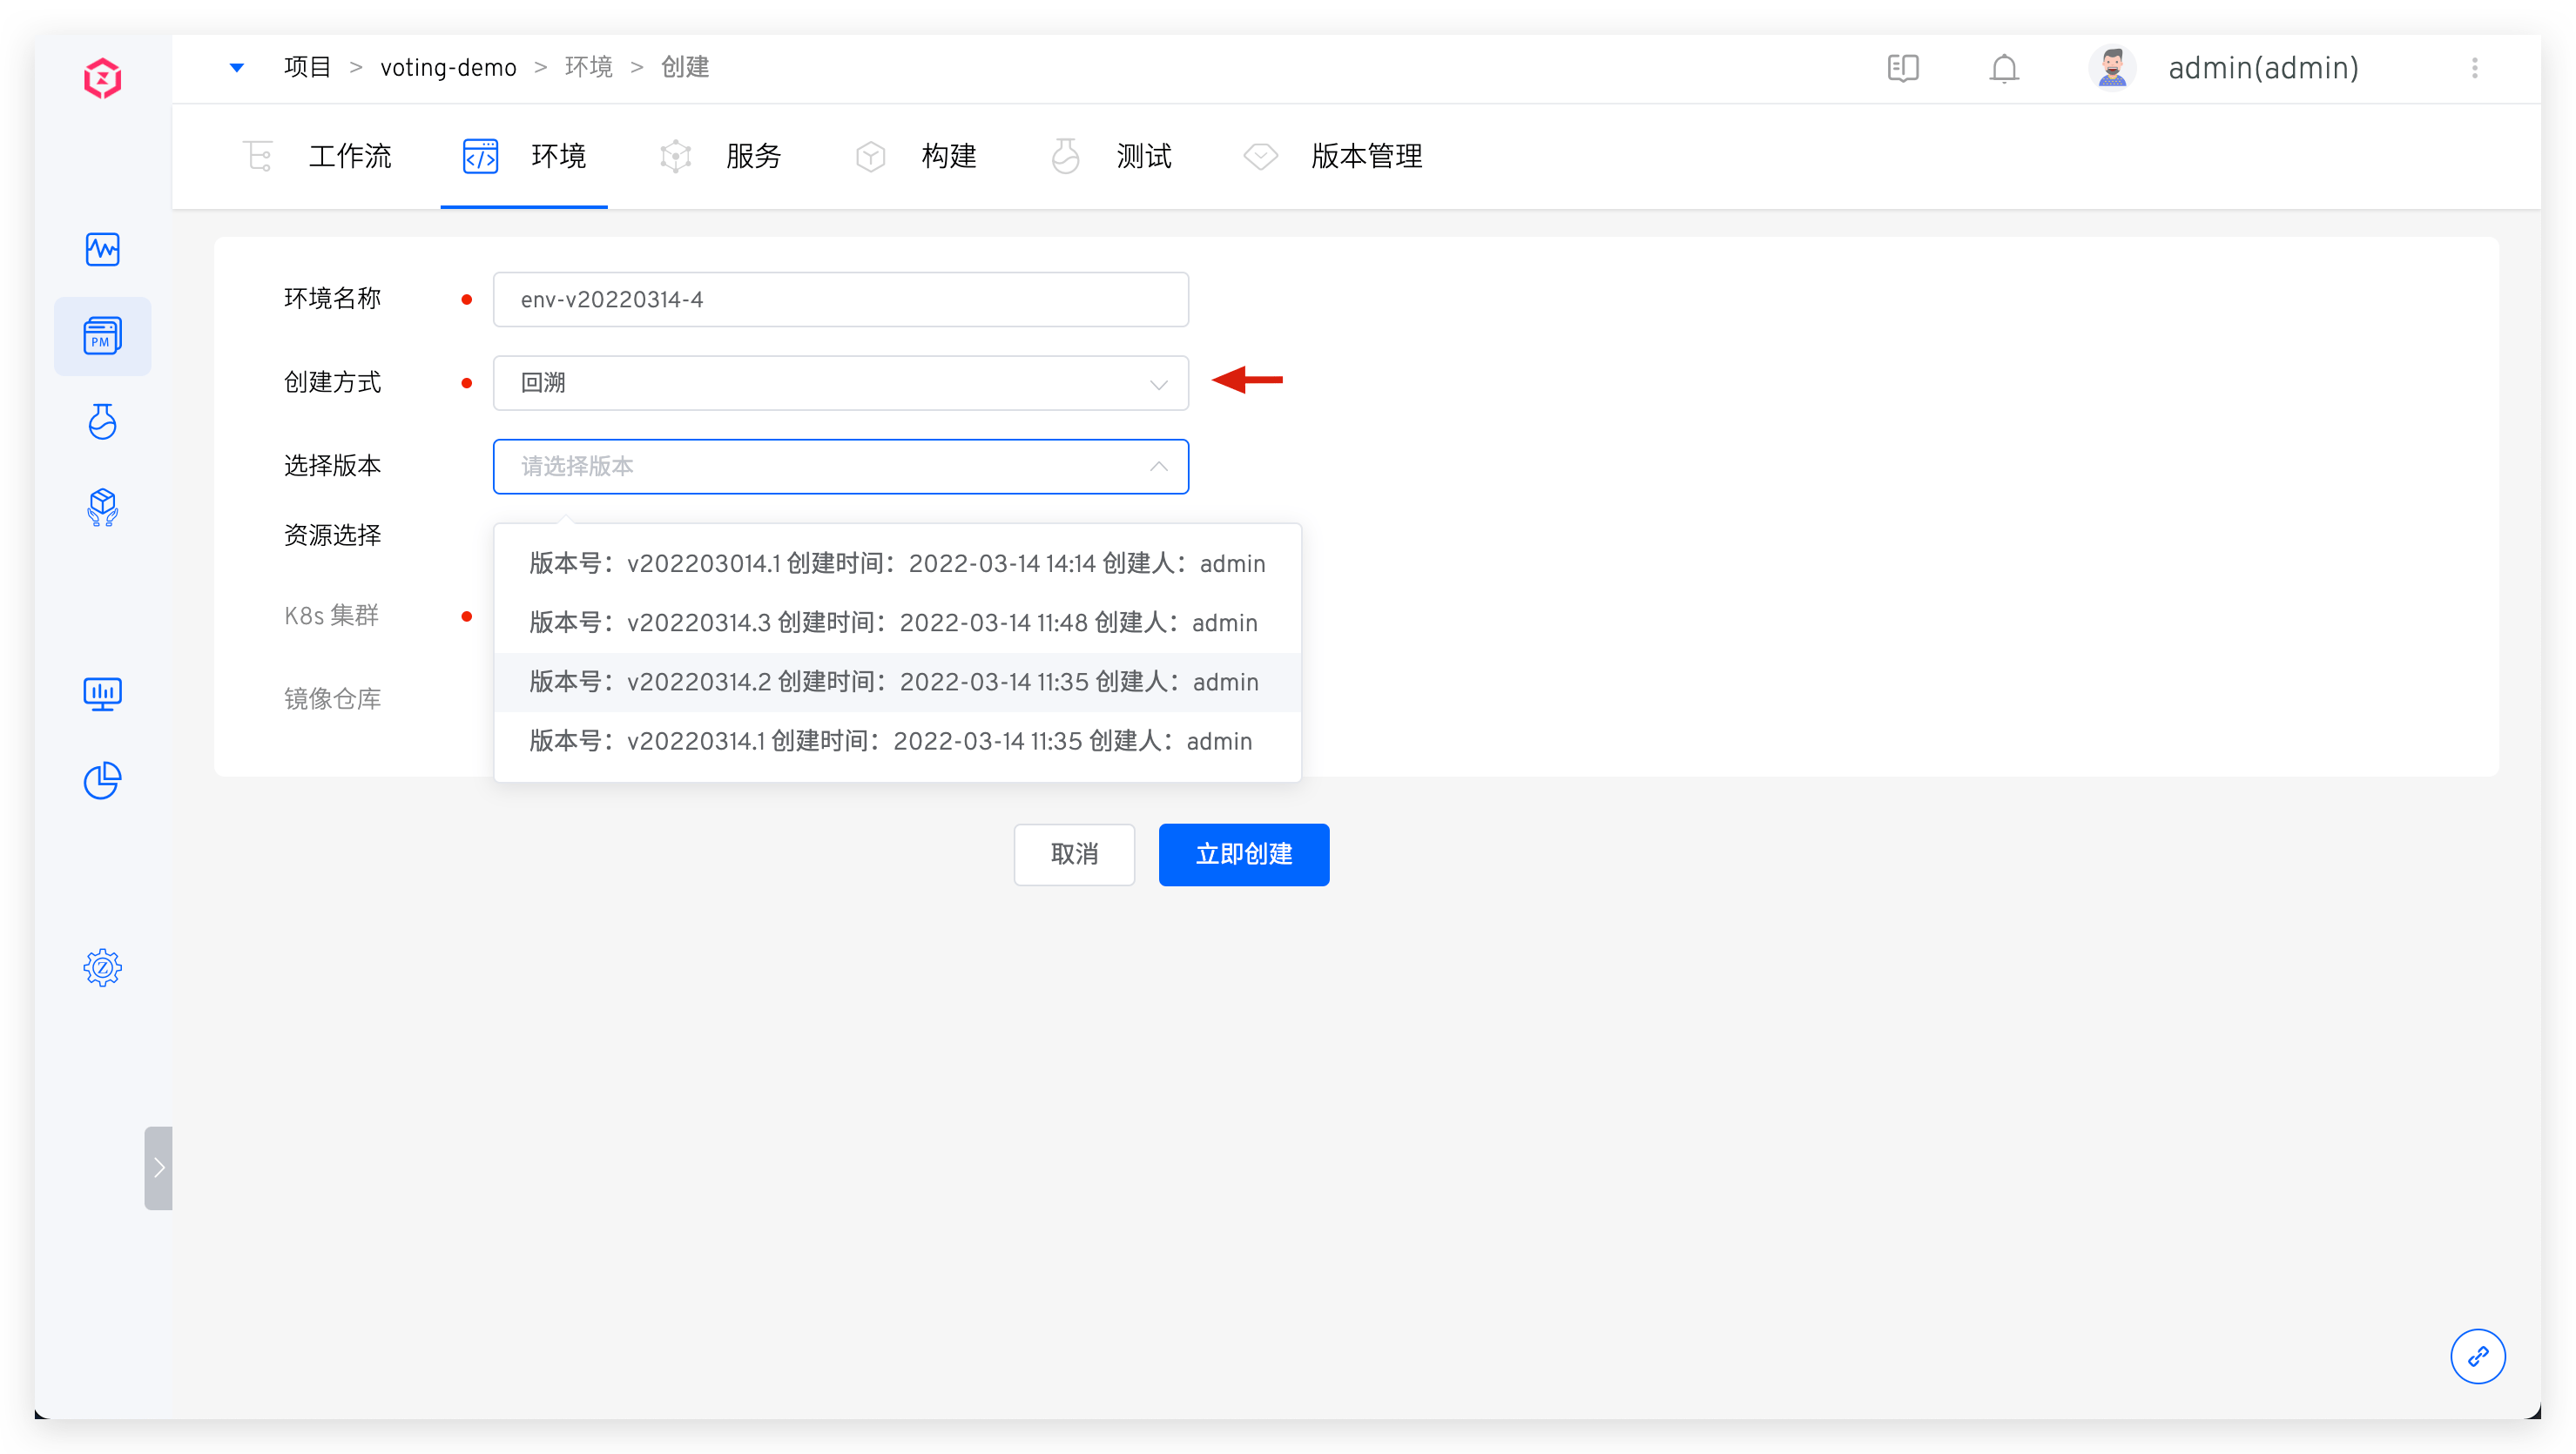 项目 > voting-demo > 环境 > 创建
admin(admin)
工作流 环境 服务 构建 测试 版本管理
PM
环境名称 env-v20220314-4
创建方式 回溯
选择版本 请选择版本
资源选择
版本号：v202203014.1 创建时间：2022-03-14 14:14 创建人：admin
K8s 集群
版本号：v20220314.3 创建时间：2022-03-14 11:48 创建人：admin
版本号：v20220314.2 创建时间：2022-03-14 11:35 创建人：admin
镜像仓库
版本号：v20220314.1 创建时间：2022-03-14 11:35 创建人：admin
取消 立即创建